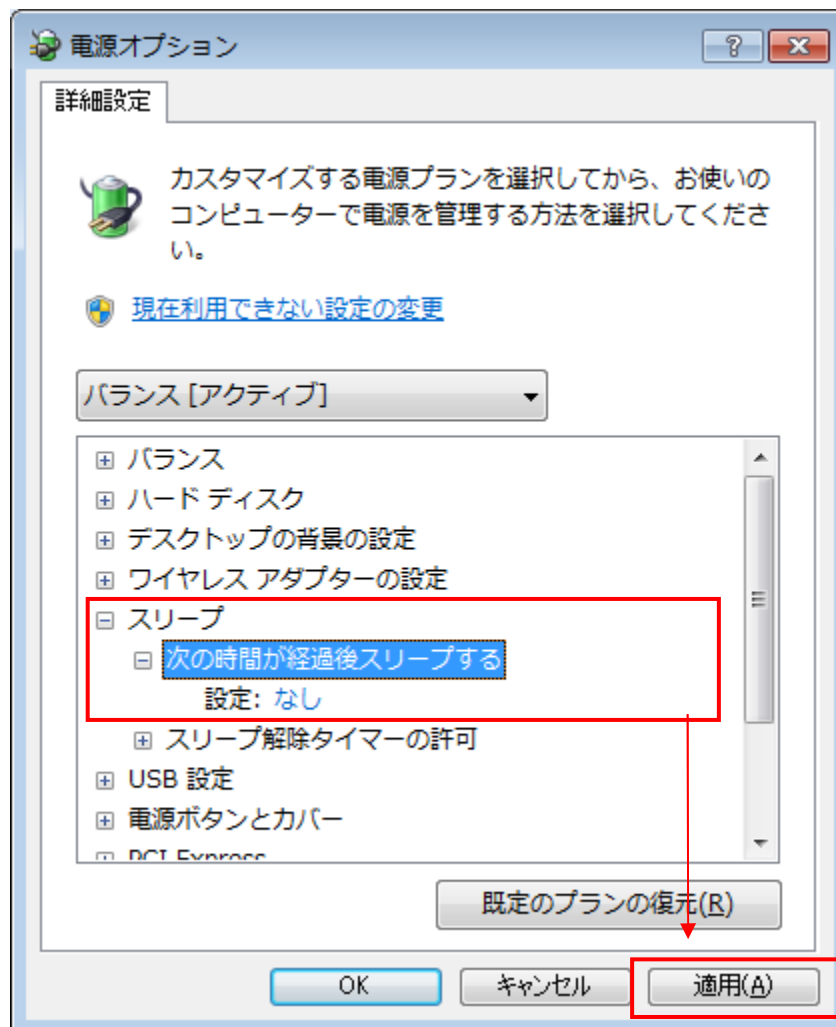 電源オプション
詳細設定
カスタマイズする電源プランを選択してから、お使いの
コンピューターで電源を管理する方法を選択してくださ
い。
現在利用できない設定の変更
バランス [アクティブ]
バランス
ハード ディスク
デスクトップの背景の設定
ワイヤレス アダプターの設定
スリープ
次の時間が経過後スリープする
設定: なし
スリープ解除タイマーの許可
USB 設定
電源ボタンとカバー
PCI Express
既定のプランの復元(R)
OK キャンセル 適用(A)